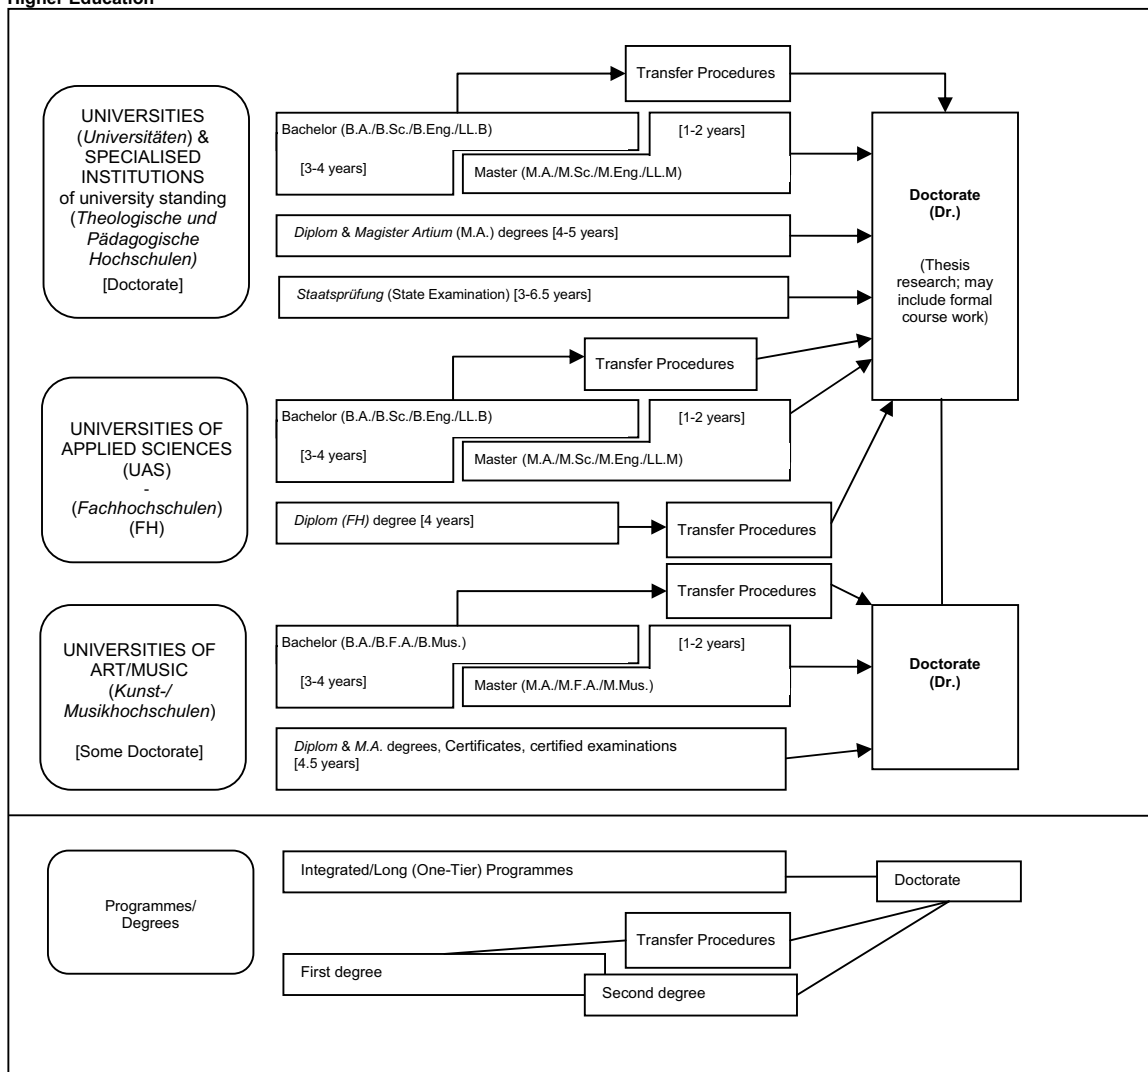 Higher Education
Transfer Procedures
UNIVERSITIES
(Universitäten) &
SPECIALISED
INSTITUTIONS
of university standing
(Theologische und
Pädagogische
Hochschulen)
[Doctorate]
Bachelor (B.A./B.Sc./B.Eng./LL.B)
[3-4 years]
[1-2 years]
Master (M.A./M.Sc./M.Eng./LL.M)
Diplom & Magister Artium (M.A.) degrees [4-5 years]
Staatsprüfung (State Examination) [3-6.5 years]
Doctorate
(Dr.)
(Thesis
research; may
include formal
course work)
UNIVERSITIES OF
APPLIED SCIENCES
(UAS)
-
(Fachhochschulen)
(FH)
Transfer Procedures
Bachelor (B.A./B.Sc./B.Eng./LL.B)
[3-4 years]
[1-2 years]
Master (M.A./M.Sc./M.Eng./LL.M)
Diplom (FH) degree [4 years]
Transfer Procedures
UNIVERSITIES OF
ART/MUSIC
(Kunst-/
Musikhochschulen)
[Some Doctorate]
Transfer Procedures
Bachelor (B.A./B.F.A./B.Mus.)
[3-4 years]
[1-2 years]
Master (M.A./M.F.A./M.Mus.)
Diplom & M.A. degrees, Certificates, certified examinations
[4.5 years]
Doctorate
(Dr.)
Programmes/
Degrees
Integrated/Long (One-Tier) Programmes
Doctorate
Transfer Procedures
First degree
Second degree